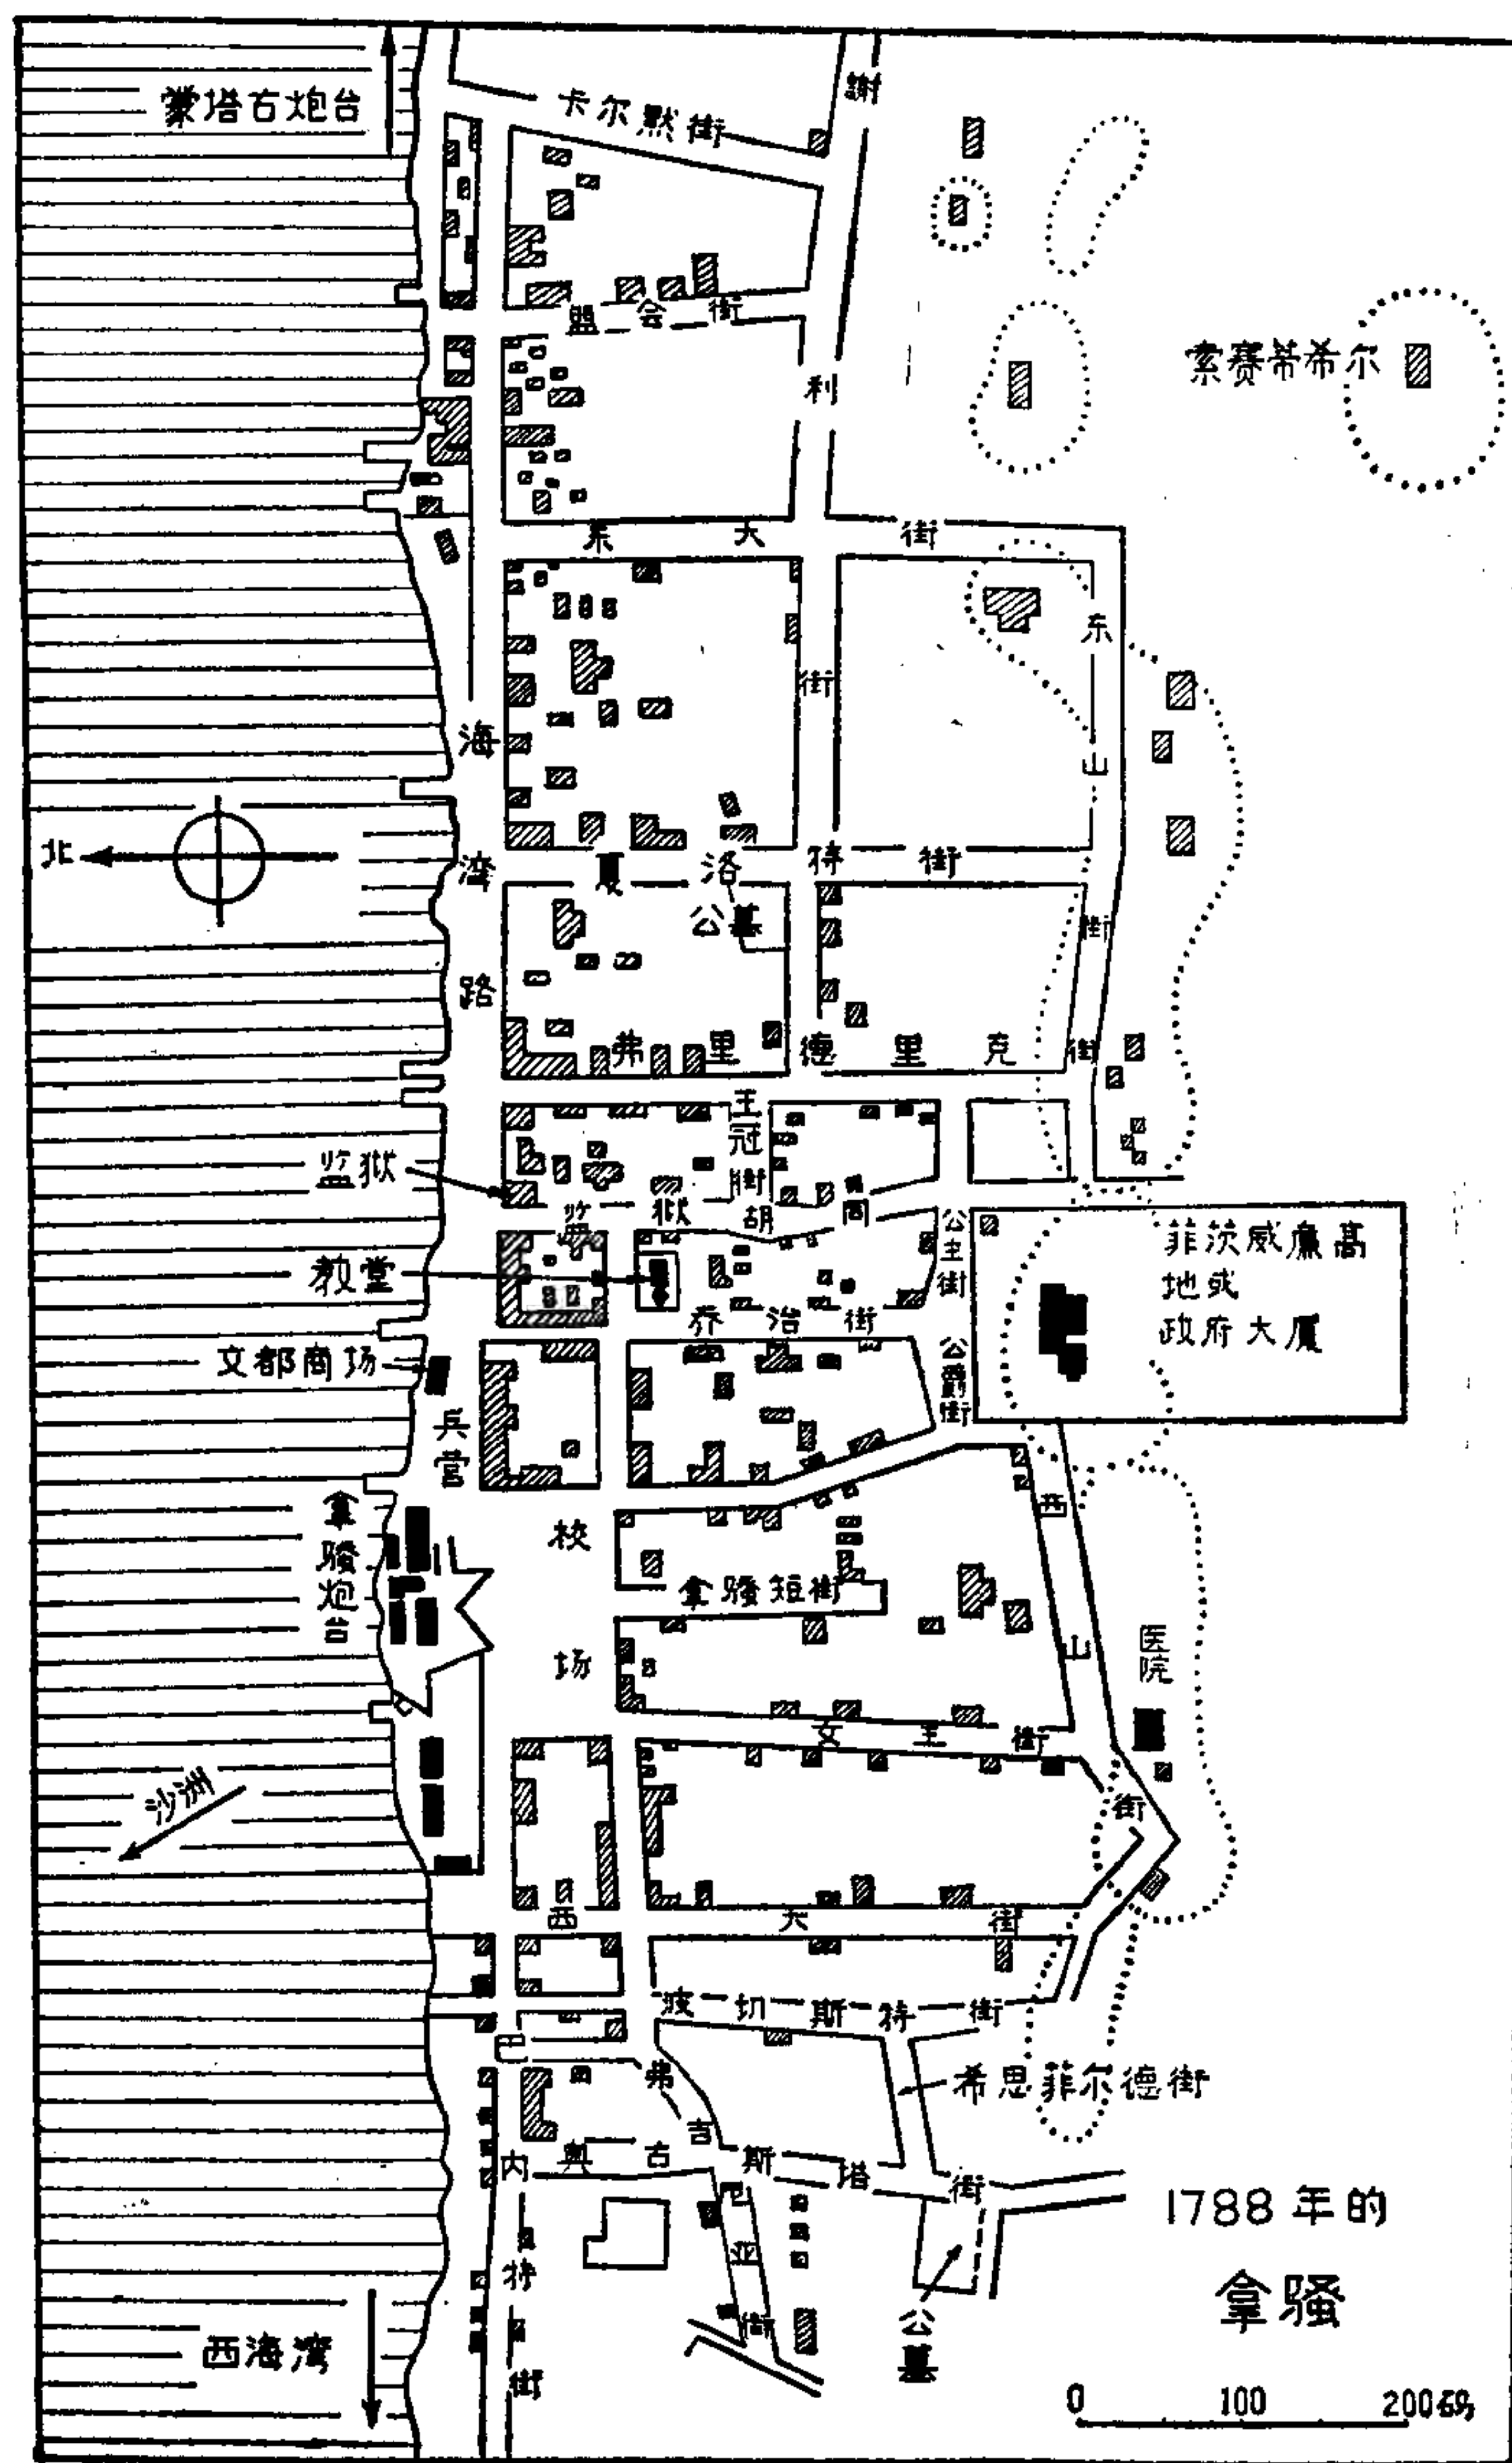 蒙塔古炮台
卡尔默街
谢利街
盟会街
索赛蒂希尔
东大街
东山街
海湾路
北
夏洛特街
公墓
弗里德里克街
王冠街
监狱
监狱胡同
教堂
公主街
菲茨威廉高
地或
政府大厦
乔治街
文都商场
公爵街
兵营
拿骚炮台
校场
西山街
拿骚短街
医院
女王街
沙洲
西大街
波切斯特街
希思菲尔德街
弗吉尼亚街
奥古斯塔街
内特街
公墓
西海湾
1788年的
拿骚
0 100 200码